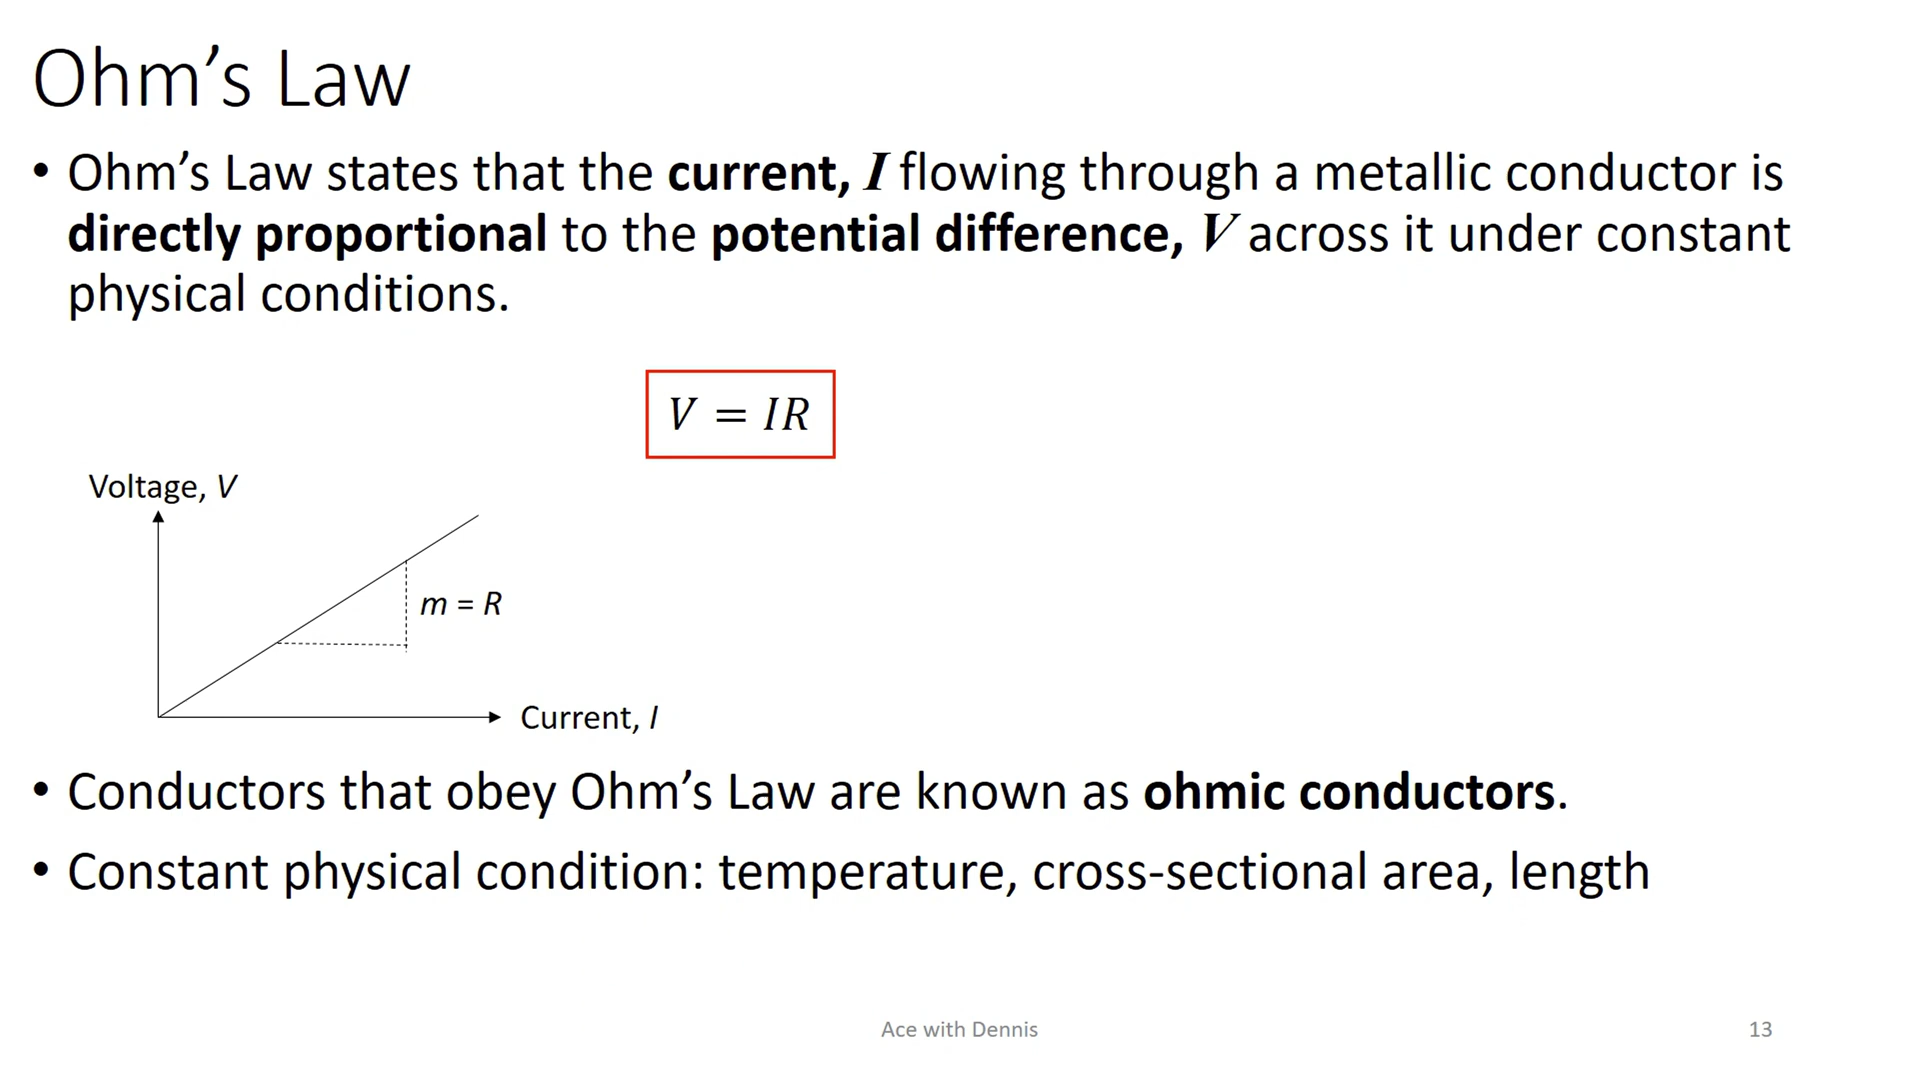 Ohm’s Law
• Ohm’s Law states that the current, I flowing through a metallic conductor is
directly proportional to the potential difference, V across it under constant
physical conditions.
V = IR
Voltage, V
m = R
Current, I
• Conductors that obey Ohm’s Law are known as ohmic conductors.
• Constant physical condition: temperature, cross-sectional area, length
Ace with Dennis
13